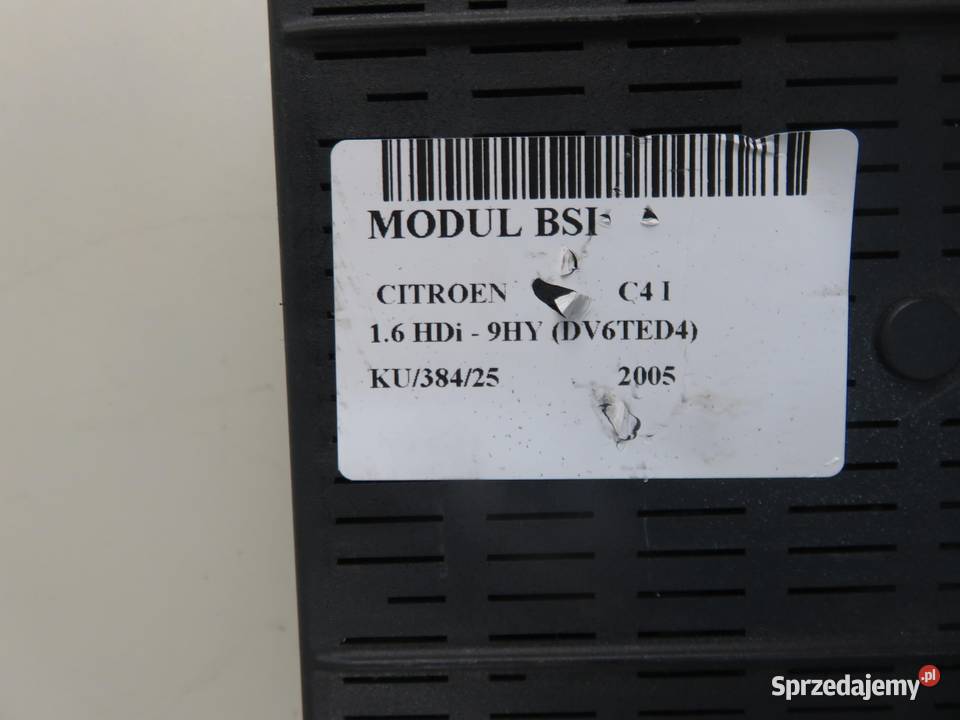 MODUL BSI
CITROEN C4 I
1.6 HDi - 9HY (DV6TED4)
KU/384/25 2005
Sprzedajemy.pl